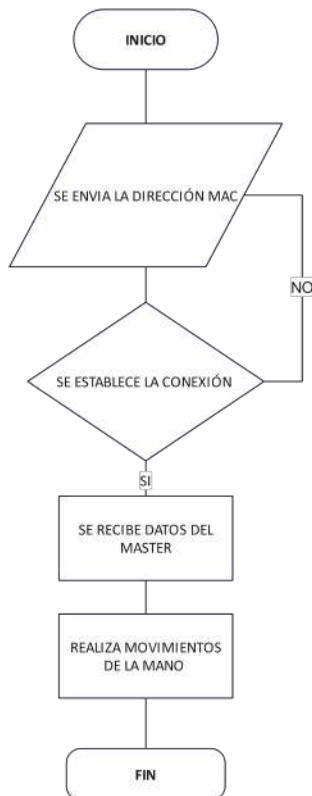 INICIO
SE ENVIA LA DIRECCIÓN MAC
NO
SE ESTABLECE LA CONEXIÓN
SI
SE RECIBE DATOS DEL
MASTER
REALIZA MOVIMIENTOS
DE LA MANO
FIN